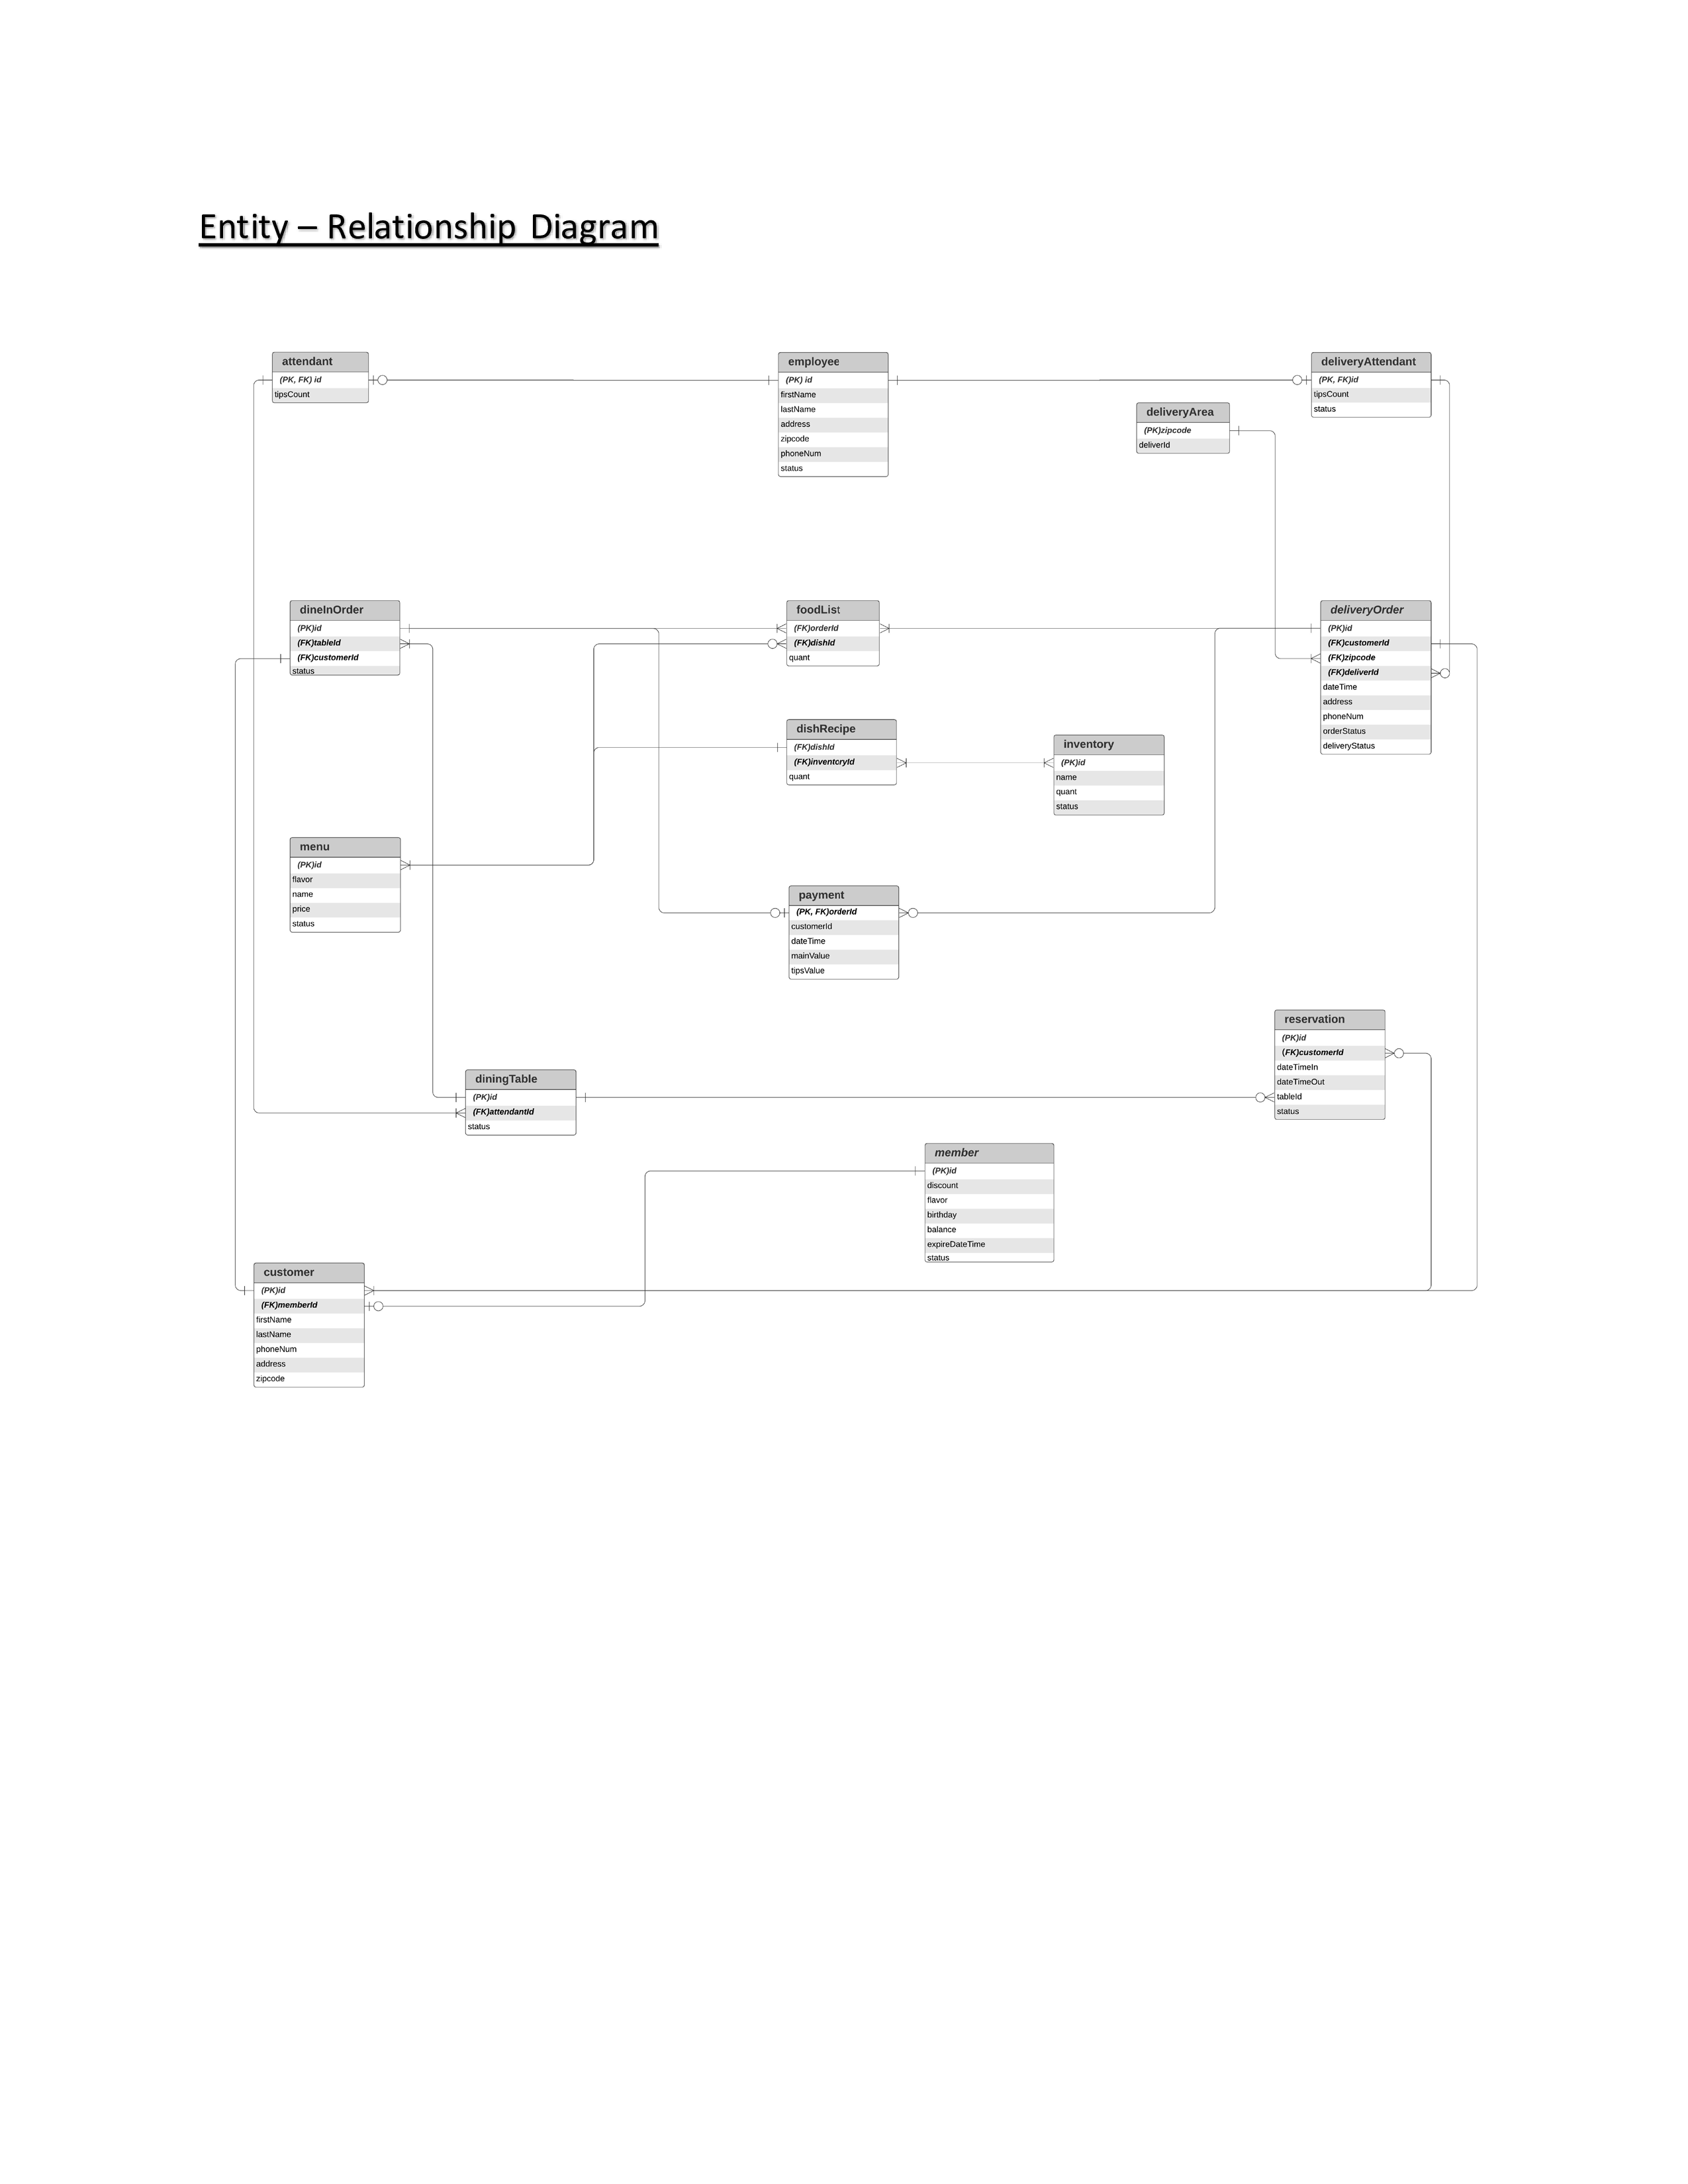 Entity – Relationship Diagram
attendant
(PK, FK) id
tipsCount
employee
(PK) id
firstName
lastName
address
zipcode
phoneNum
status
deliveryAttendant
(PK, FK)id
tipsCount
status
deliveryArea
(PK)zipcode
deliverId
dineInOrder
(PK)id
(FK)tableId
(FK)customerId
status
foodList
(FK)orderId
(FK)dishId
quant
deliveryOrder
(PK)id
(FK)customerId
(FK)zipcode
(FK)deliverId
dateTime
address
phoneNum
orderStatus
deliveryStatus
dishRecipe
(FK)dishId
(FK)inventoryId
quant
inventory
(PK)id
name
quant
status
menu
(PK)id
flavor
name
price
status
payment
(PK, FK)orderId
customerId
dateTime
mainValue
tipsValue
reservation
(PK)id
(FK)customerId
dateTimeIn
dateTimeOut
tableId
status
diningTable
(PK)id
(FK)attendantId
status
member
(PK)id
discount
flavor
birthday
balance
expireDateTime
status
customer
(PK)id
(FK)memberId
firstName
lastName
phoneNum
address
zipcode